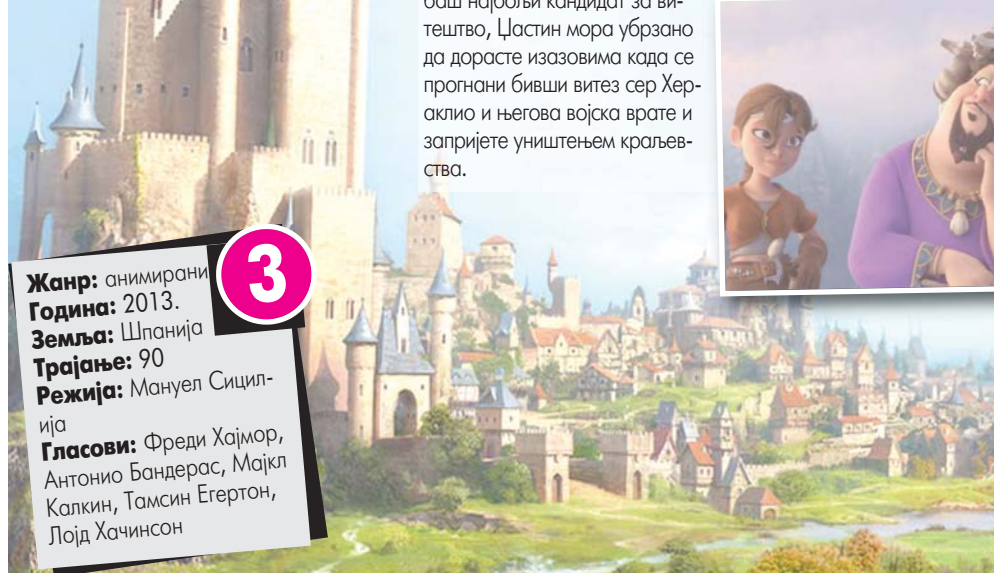 баш најбољи кандидат за ви-
тештво, Џастин мора убрзано
да дорасте изазовима када се
прогнани бивши витез сер Хер-
аклио и његова војска врате и
запријете уништењем краљев-
ства.
3
Жанр: анимирани
Година: 2013.
Земља: Шпанија
Трајање: 90
Режија: Мануел Сицил-
ија
Гласови: Фреди Хајмор,
Антонио Бандерас, Мајкл
Калкин, Тамсин Егертон,
Лојд Хачинсон